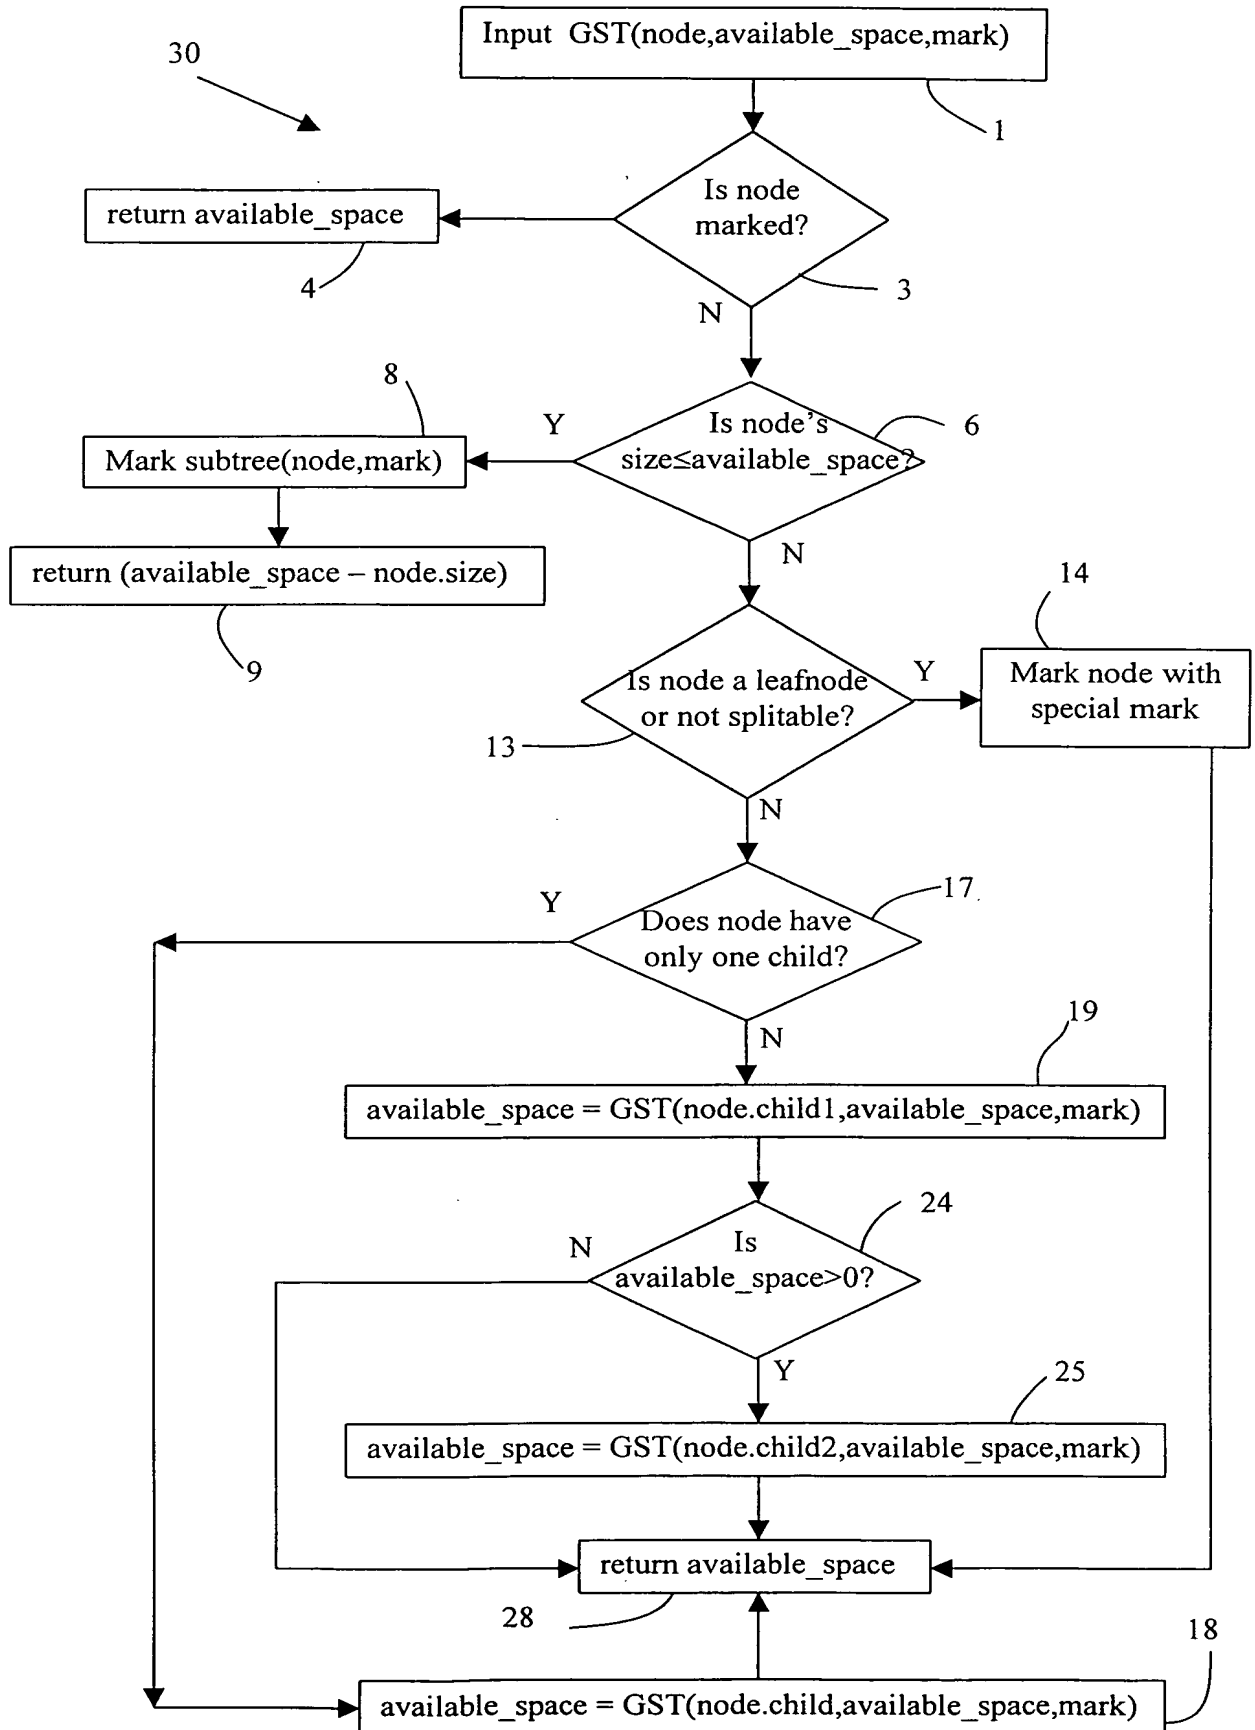 Input GST(node,available_space,mark)
30
1
Is node
marked?
return available_space
4
3
N
8
Y
Is node's
size≤available_space?
6
Mark subtree(node,mark)
N
return (available_space – node.size)
9
14
Is node a leafnode
or not splitable?
Y
Mark node with
special mark
13
N
17
Y
Does node have
only one child?
N
19
available_space = GST(node.child1,available_space,mark)
24
N
Is
available_space>0?
Y
25
available_space = GST(node.child2,available_space,mark)
return available_space
28
18
available_space = GST(node.child,available_space,mark)